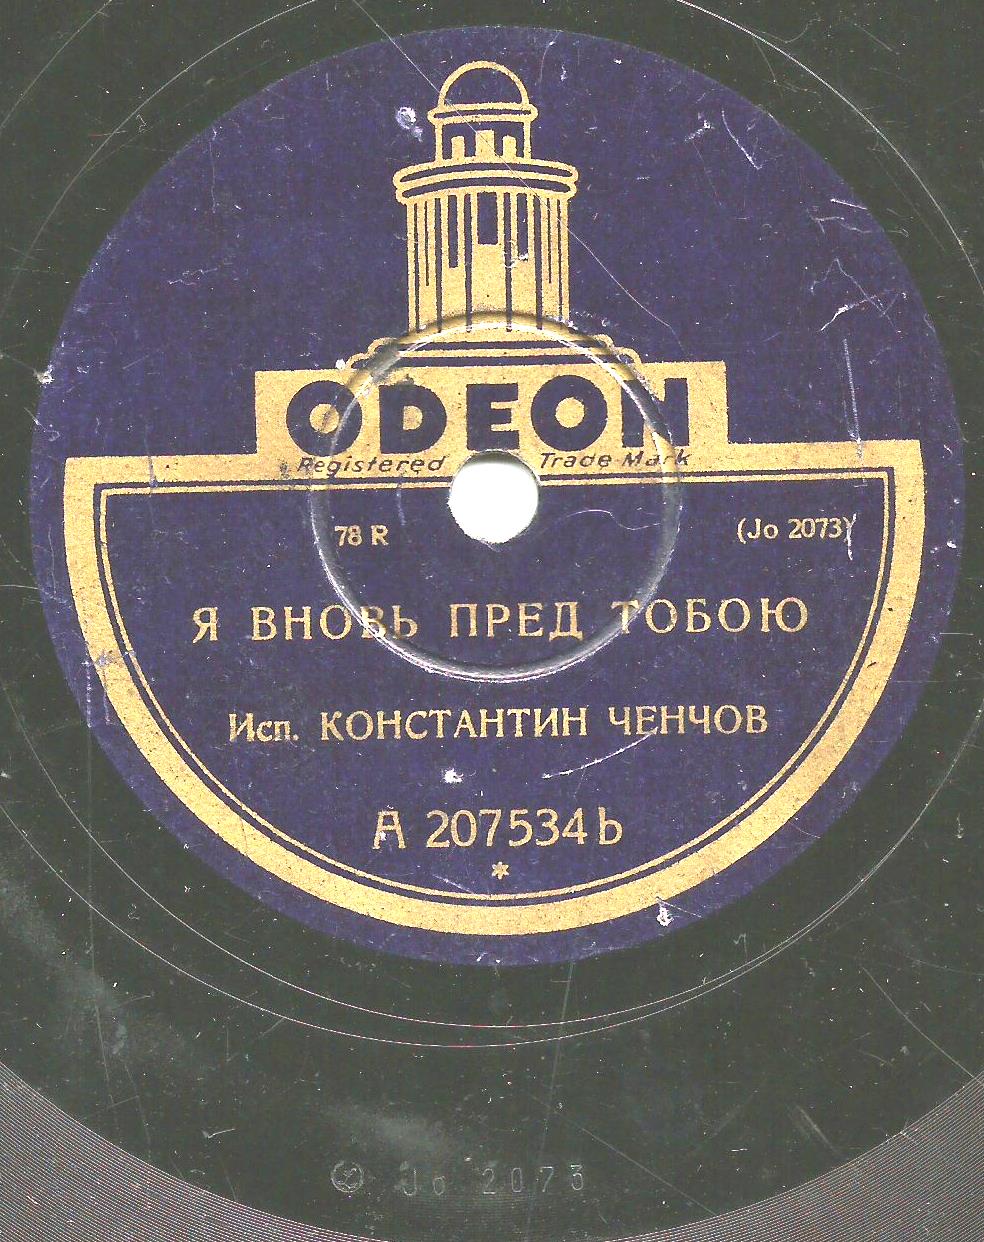 ODEON
Registered Trade Mark
78 R (Jo 2073)
Я ВНОВЬ ПРЕД ТОБОЮ
Исп. КОНСТАНТИН ЧЕНЧОВ
A 207534 b
*
Jo 2073